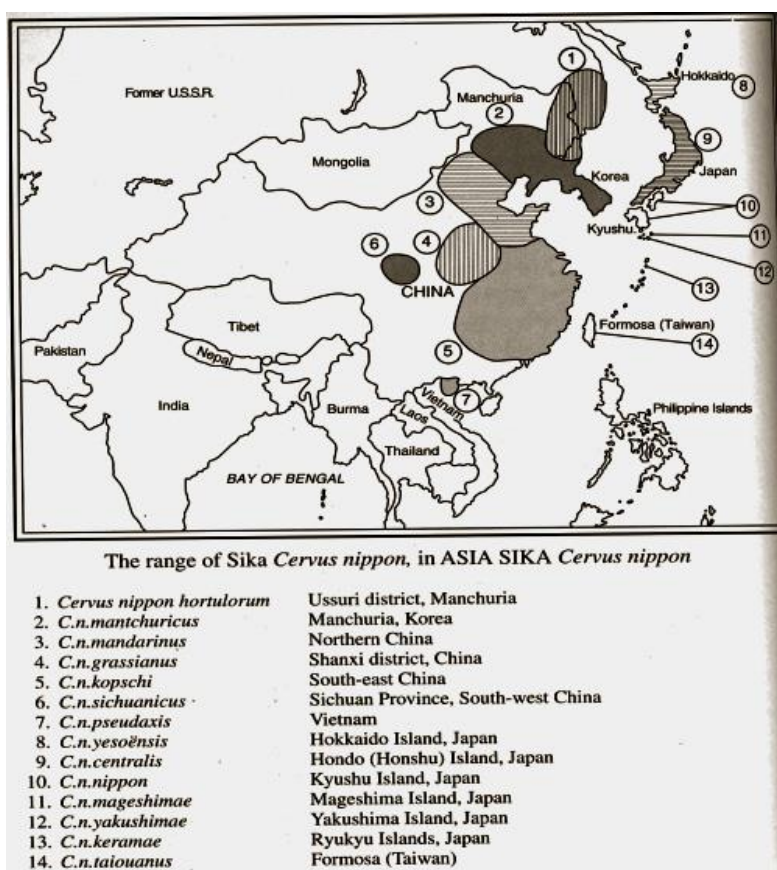 1
Hokkaido
8
Former U.S.S.R.
Manchuria
2
9
Mongolia
Korea
Japan
3
10
Kyushu
11
6
4
12
CHINA
13
Tibet
Formosa (Taiwan)
14
Pakistan
Nepal
5
7
India
Burma
Vietnam
Laos
Philippine Islands
Thailand
BAY OF BENGAL
The range of Sika Cervus nippon, in ASIA SIKA Cervus nippon
1. Cervus nippon hortulorum Ussuri district, Manchuria
2. C.n.mantchuricus Manchuria, Korea
3. C.n.mandarinus Northern China
4. C.n.grassianus Shanxi district, China
5. C.n.kopschi South-east China
6. C.n.sichuanicus Sichuan Province, South-west China
7. C.n.pseudaxis Vietnam
8. C.n.yesoënsis Hokkaido Island, Japan
9. C.n.centralis Hondo (Honshu) Island, Japan
10. C.n.nippon Kyushu Island, Japan
11. C.n.mageshimae Mageshima Island, Japan
12. C.n.yakushimae Yakushima Island, Japan
13. C.n.keramae Ryukyu Islands, Japan
14. C.n.taiouanus Formosa (Taiwan)